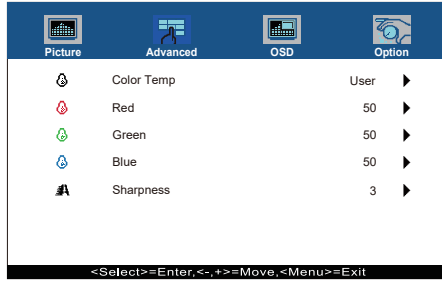 Picture Advanced OSD Option
Color Temp User
Red 50
Green 50
Blue 50
Sharpness 3
<Select>=Enter,<-,+>=Move,<Menu>=Exit